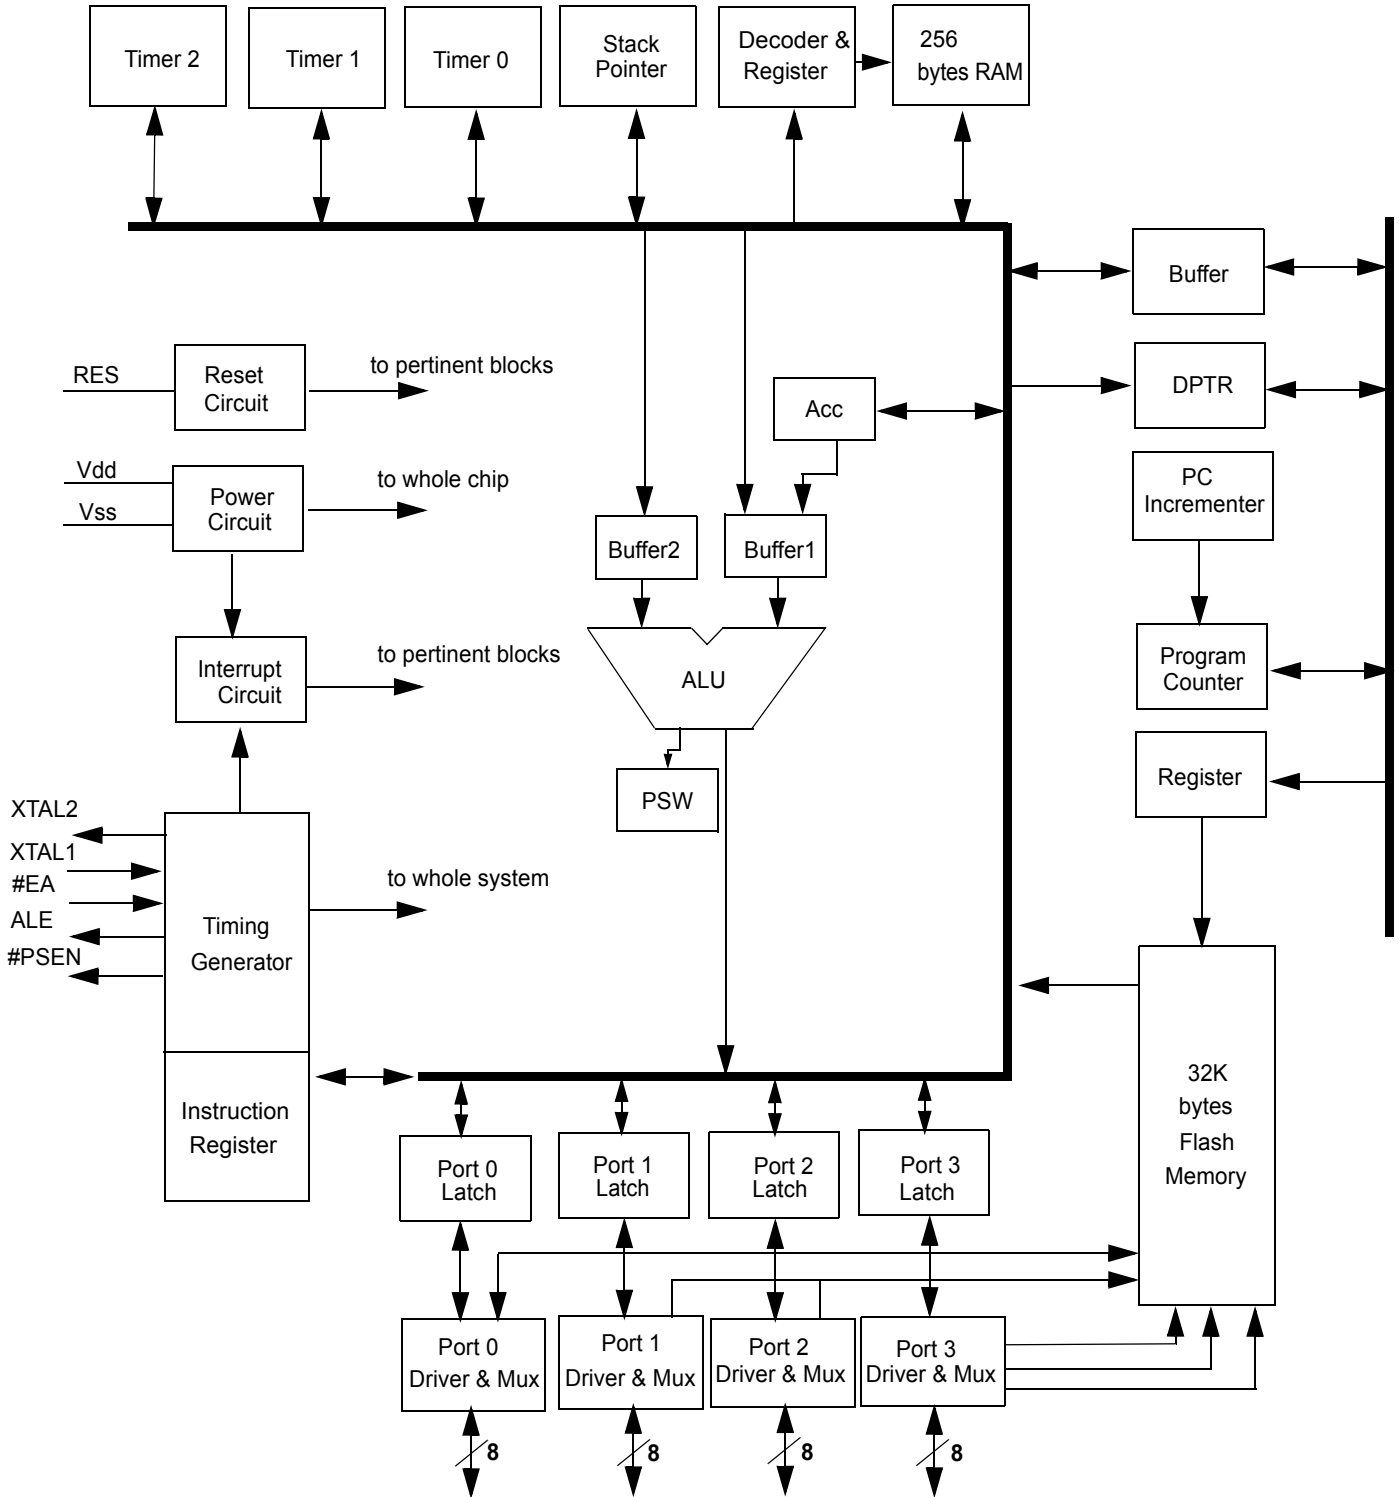 Timer 2
Timer 1
Timer 0
Stack
Pointer
Decoder &
Register
256
bytes RAM
Buffer
RES
Reset
Circuit
to pertinent blocks
Acc
DPTR
Vdd
Vss
Power
Circuit
to whole chip
PC
Incrementer
Buffer2
Buffer1
Interrupt
Circuit
to pertinent blocks
ALU
Program
Counter
PSW
Register
XTAL2
XTAL1
#EA
ALE
#PSEN
Timing
Generator
to whole system
Instruction
Register
32K
bytes
Flash
Memory
Port 0
Latch
Port 1
Latch
Port 2
Latch
Port 3
Latch
Port 0
Driver & Mux
Port 1
Driver & Mux
Port 2
Driver & Mux
Port 3
Driver & Mux
8
8
8
8